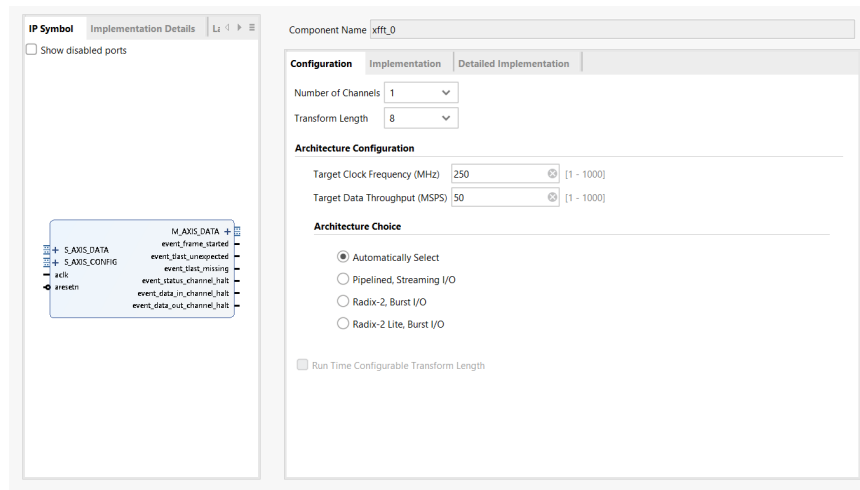 IP Symbol
Implementation Details
Show disabled ports
M_AXIS_DATA
event_frame_started
S_AXIS_DATA
event_tlast_unexpected
S_AXIS_CONFIG
event_tlast_missing
aclk
event_status_channel_halt
aresetn
event_data_in_channel_halt
event_data_out_channel_halt
Component Name xfft_0
Configuration
Implementation
Detailed Implementation
Number of Channels 1
Transform Length 8
Architecture Configuration
Target Clock Frequency (MHz) 250 [1 - 1000]
Target Data Throughput (MSPS) 50 [1 - 1000]
Architecture Choice
Automatically Select
Pipelined, Streaming I/O
Radix-2, Burst I/O
Radix-2 Lite, Burst I/O
Run Time Configurable Transform Length